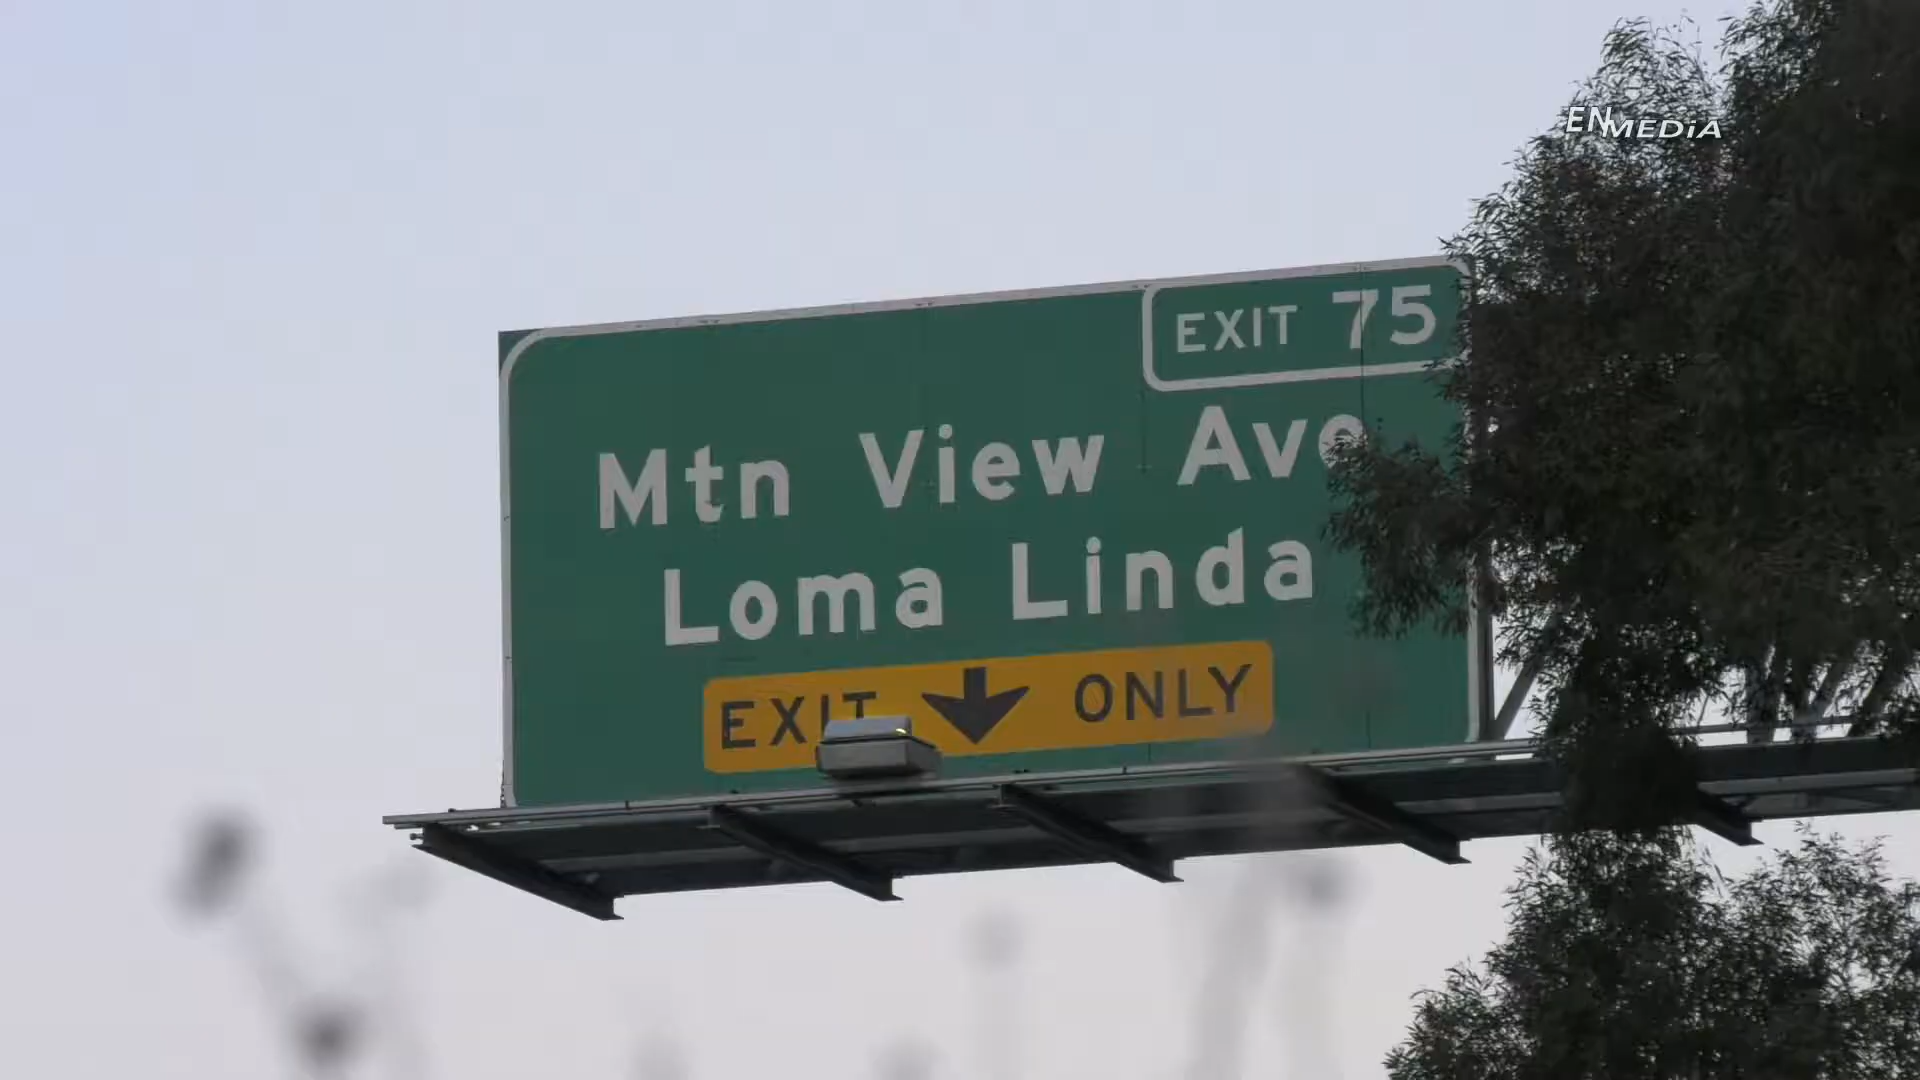 ENMEDiA
EXIT 75
Mtn View Ave
Loma Linda
EXIT ONLY